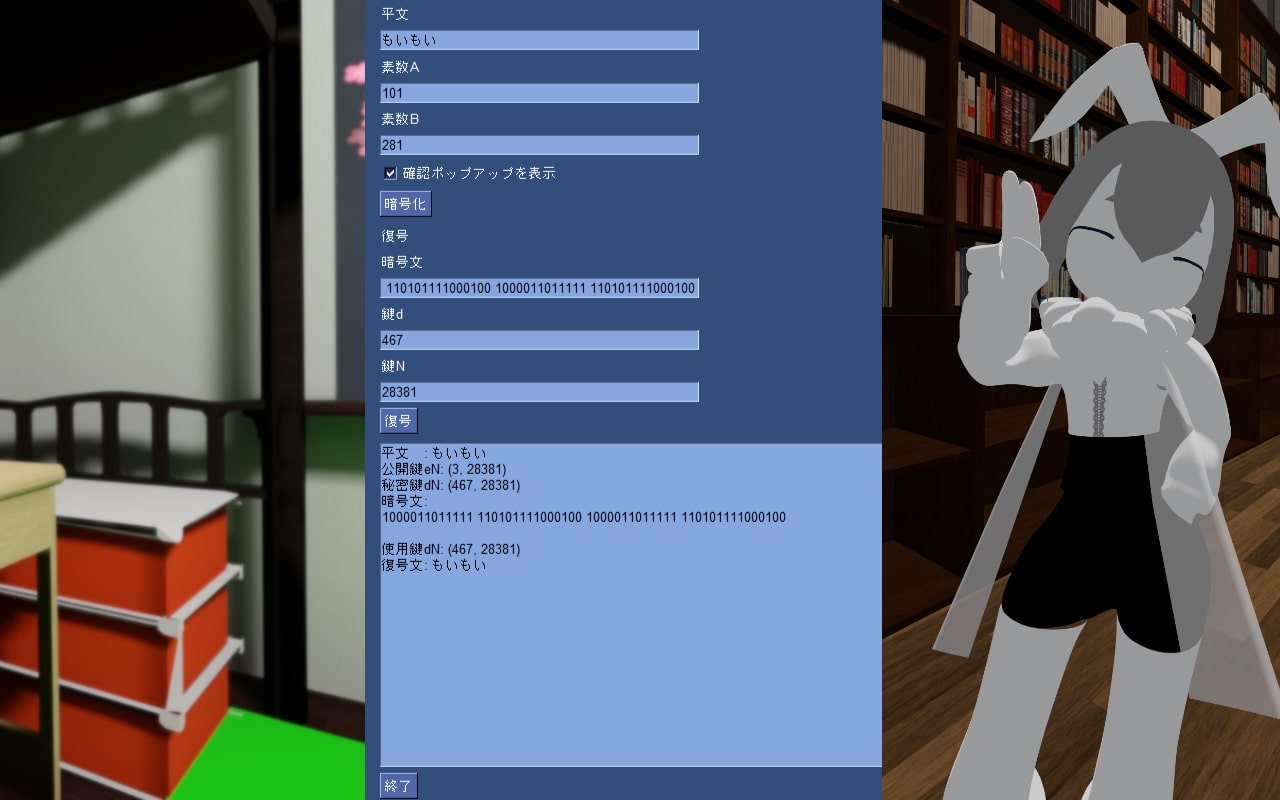 平文
もいもい
素数A
101
素数B
281
確認ポップアップを表示
暗号化
復号
暗号文
110101111000100 1000011011111 110101111000100
鍵d
467
鍵N
28381
復号
平文　: もいもい
公開鍵eN: (3, 28381)
秘密鍵dN: (467, 28381)
暗号文:
1000011011111 110101111000100 1000011011111 110101111000100
使用鍵dN: (467, 28381)
復号文: もいもい
終了